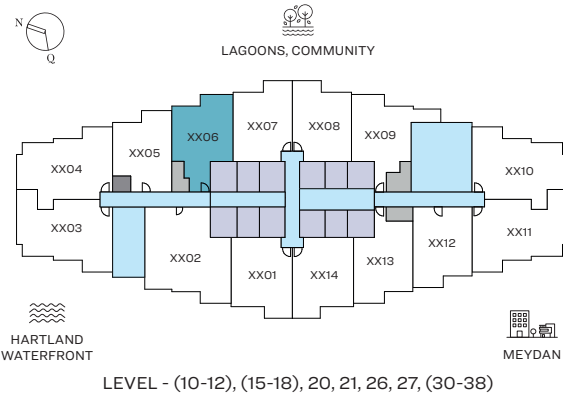 N
Q
LAGOONS, COMMUNITY
XX07
XX08
XX06
XX09
XX05
XX04
XX10
XX03
XX11
XX12
XX02
XX13
XX01
XX14
HARTLAND
WATERFRONT
MEYDAN
LEVEL - (10-12), (15-18), 20, 21, 26, 27, (30-38)